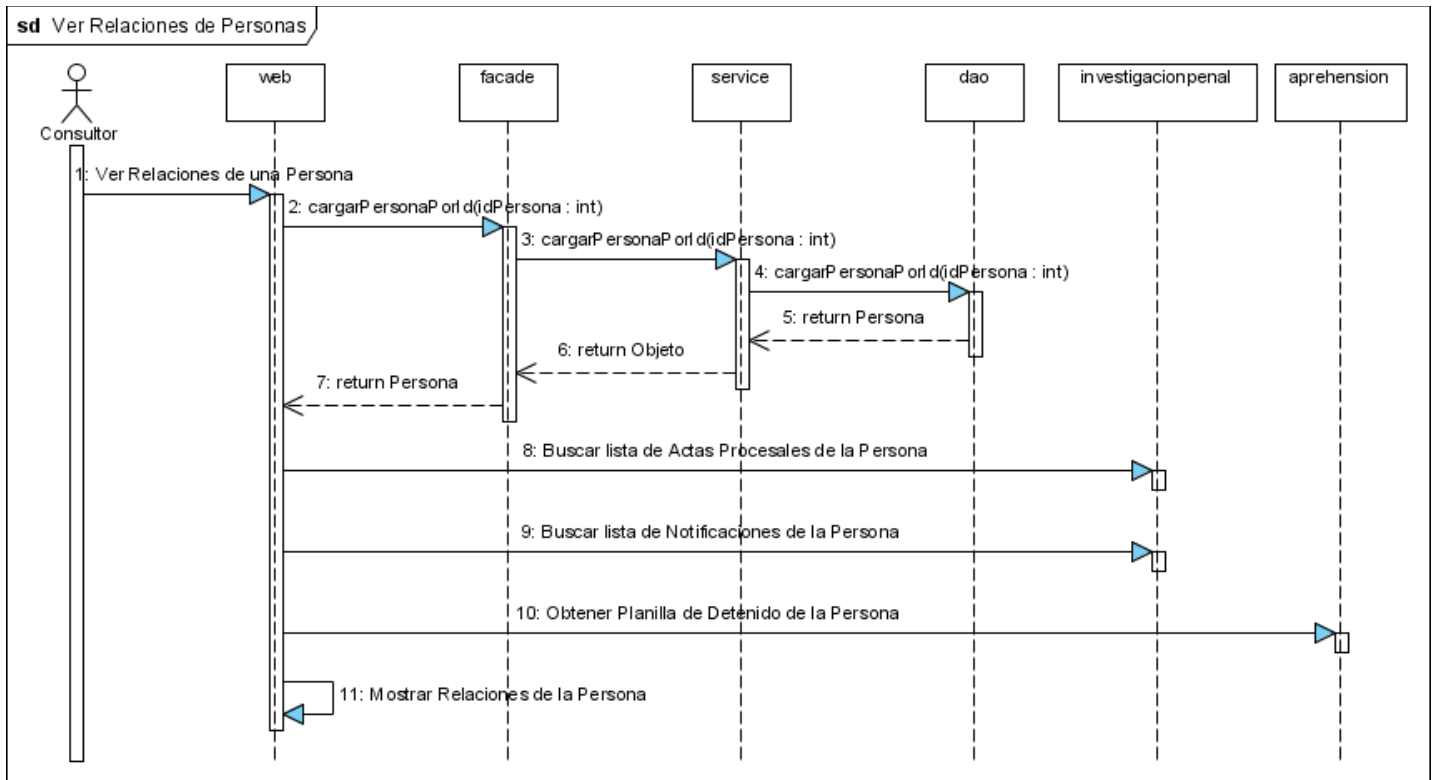 sd Ver Relaciones de Personas
web
facade
service
dao
investigacionpenal
aprehension
Consultor
1: Ver Relaciones de una Persona
2: cargarPersonaPorId(idPersona : int)
3: cargarPersonaPorId(idPersona : int)
4: cargarPersonaPorId(idPersona : int)
5: return Persona
6: return Objeto
7: return Persona
8: Buscar lista de Actas Procesales de la Persona
9: Buscar lista de Notificaciones de la Persona
10: Obtener Planilla de Detenido de la Persona
11: Mostrar Relaciones de la Persona